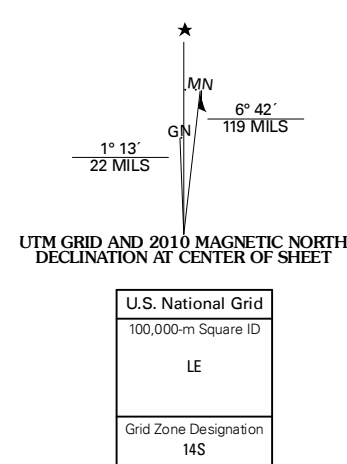 ★
MN
GN
6° 42´
119 MILS
1° 13´
22 MILS
UTM GRID AND 2010 MAGNETIC NORTH
DECLINATION AT CENTER OF SHEET
U.S. National Grid
100,000-m Square ID
LE
Grid Zone Designation
14S